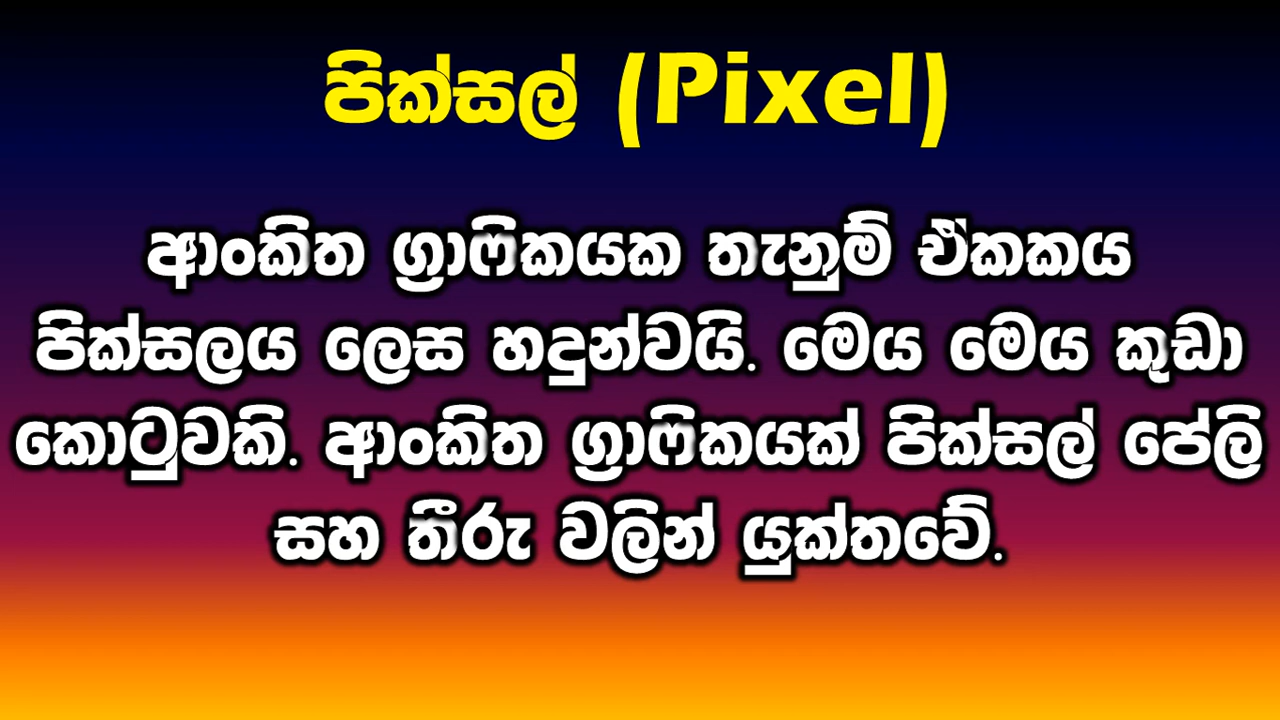 පික්සල් (Pixel)
ආංකිත ග්‍රාෆිකයක තැනුම් ඒකකය
පික්සලය ලෙස හදුන්වයි. මෙය මෙය කුඩා
කොටුවකි. ආංකිත ග්‍රාෆිකයක් පික්සල් පේලි
සහ තීරු වලින් යුක්තවේ.